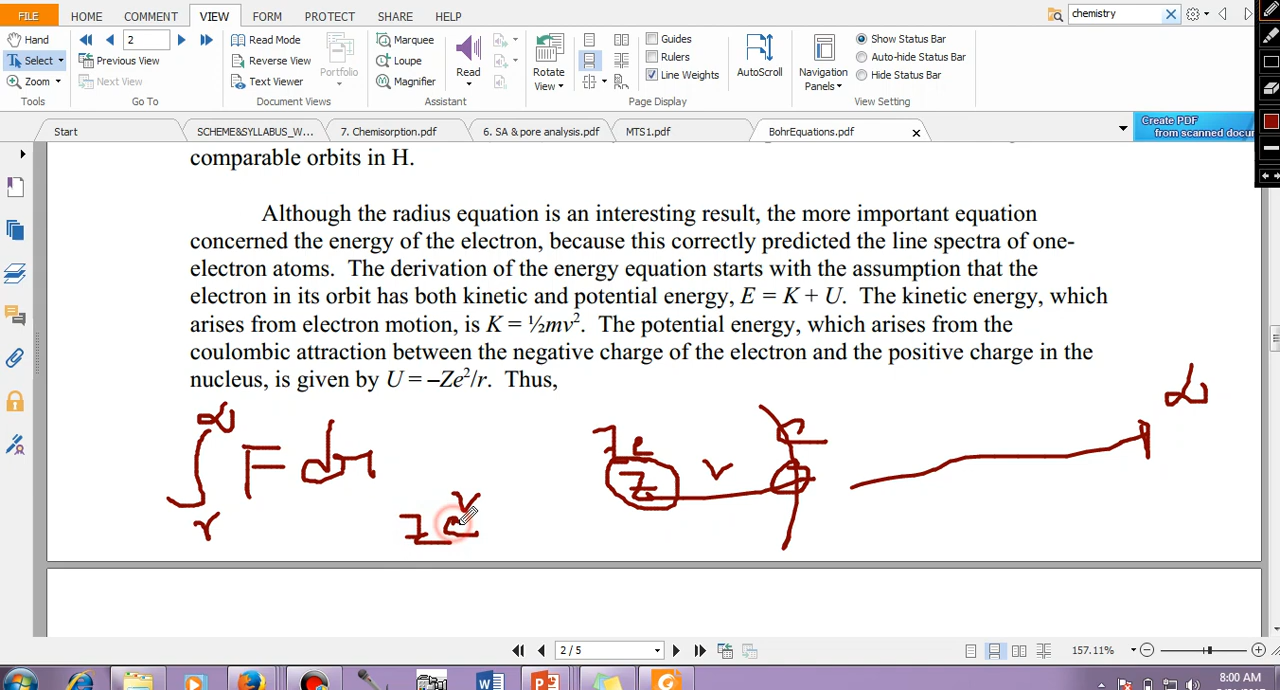 FILE HOME COMMENT VIEW FORM PROTECT SHARE HELP chemistry
Hand 2 Read Mode Marquee Guides Show Status Bar
Select Previous View Reverse View Loupe Rulers Auto-hide Status Bar
Zoom Next View Text Viewer Portfolio Magnifier Read Rotate View Line Weights AutoScroll Navigation Panels Hide Status Bar
Tools Go To Document Views Assistant Page Display View Setting
Start SCHEME&SYLLABUS_W... 7. Chemisorption.pdf 6. SA & pore analysis.pdf MTS1.pdf BohrEquations.pdf Create PDF
from scanned docu
comparable orbits in H.
Although the radius equation is an interesting result, the more important equation
concerned the energy of the electron, because this correctly predicted the line spectra of one-
electron atoms. The derivation of the energy equation starts with the assumption that the
electron in its orbit has both kinetic and potential energy, E = K + U. The kinetic energy, which
arises from electron motion, is K = ½mv². The potential energy, which arises from the
coulombic attraction between the negative charge of the electron and the positive charge in the
nucleus, is given by U = –Ze²/r. Thus,
∫ F dr
r
Ze
Z
2 / 5 157.11%
8:00 AM